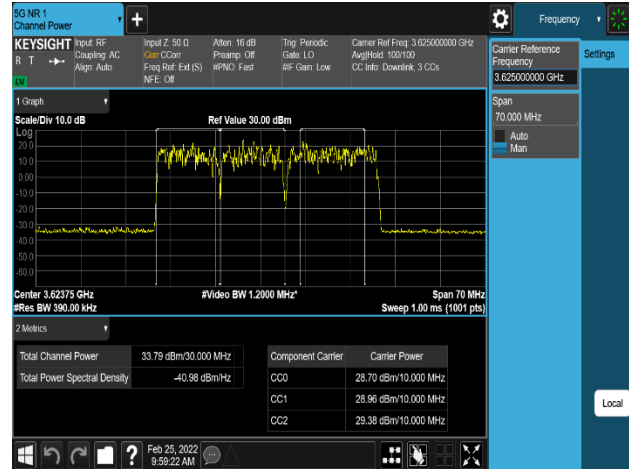 5G NR 1
Channel Power
Frequency
KEYSIGHT
R T
LNI
Input: RF
Coupling: AC
Align: Auto
Input Z: 50 Ω
Corr CCorr
Freq Ref: Ext (S)
NFE: Off
Atten: 16 dB
Preamp: Off
#PNO: Fast
Trig: Periodic
Gate: LO
#IF Gain: Low
Carrier Ref Freq: 3.625000000 GHz
Avg|Hold: 100/100
CC Info: Downlink, 3 CCs
Carrier Reference
Frequency
3.625000000 GHz
Settings
Span
70.000 MHz
Auto
Man
1 Graph
Scale/Div 10.0 dB
Ref Value 30.00 dBm
Log
20.0
10.0
0.00
-10.0
-20.0
-30.0
-40.0
-50.0
-60.0
Center 3.62375 GHz
#Video BW 1.2000 MHz*
Span 70 MHz
#Res BW 390.00 kHz
Sweep 1.00 ms (1001 pts)
2 Metrics
Total Channel Power 33.79 dBm/30.000 MHz
Total Power Spectral Density -40.98 dBm/Hz
Component Carrier Carrier Power
CC0 28.70 dBm/10.000 MHz
CC1 28.96 dBm/10.000 MHz
CC2 29.38 dBm/10.000 MHz
Local
?
Feb 25, 2022
9:59:22 AM